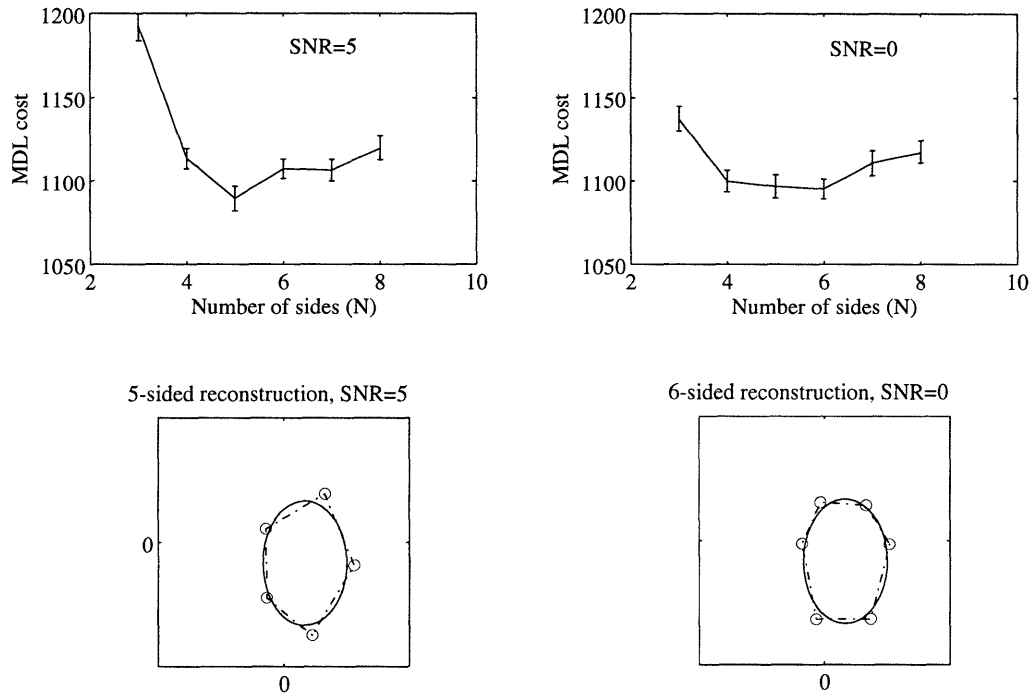 1200
1150
1100
1050
MDL cost
SNR=5
2 4 6 8 10
Number of sides (N)
1200
1150
1100
1050
MDL cost
SNR=0
2 4 6 8 10
Number of sides (N)
5-sided reconstruction, SNR=5
0
0
6-sided reconstruction, SNR=0
0